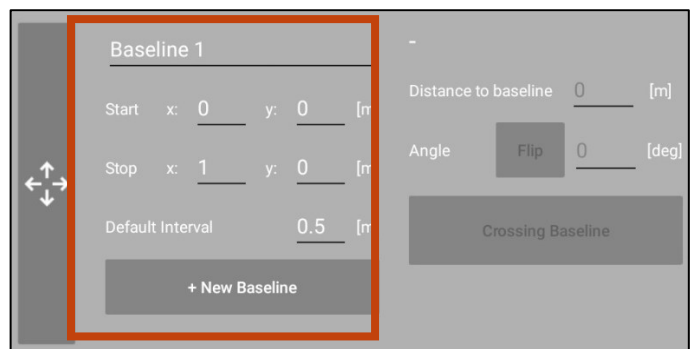 Baseline 1
Start x: 0 y: 0 [m
Stop x: 1 y: 0 [m
Default Interval 0.5 [m
+ New Baseline
-
Distance to baseline 0 [m]
Angle Flip 0 [deg]
Crossing Baseline